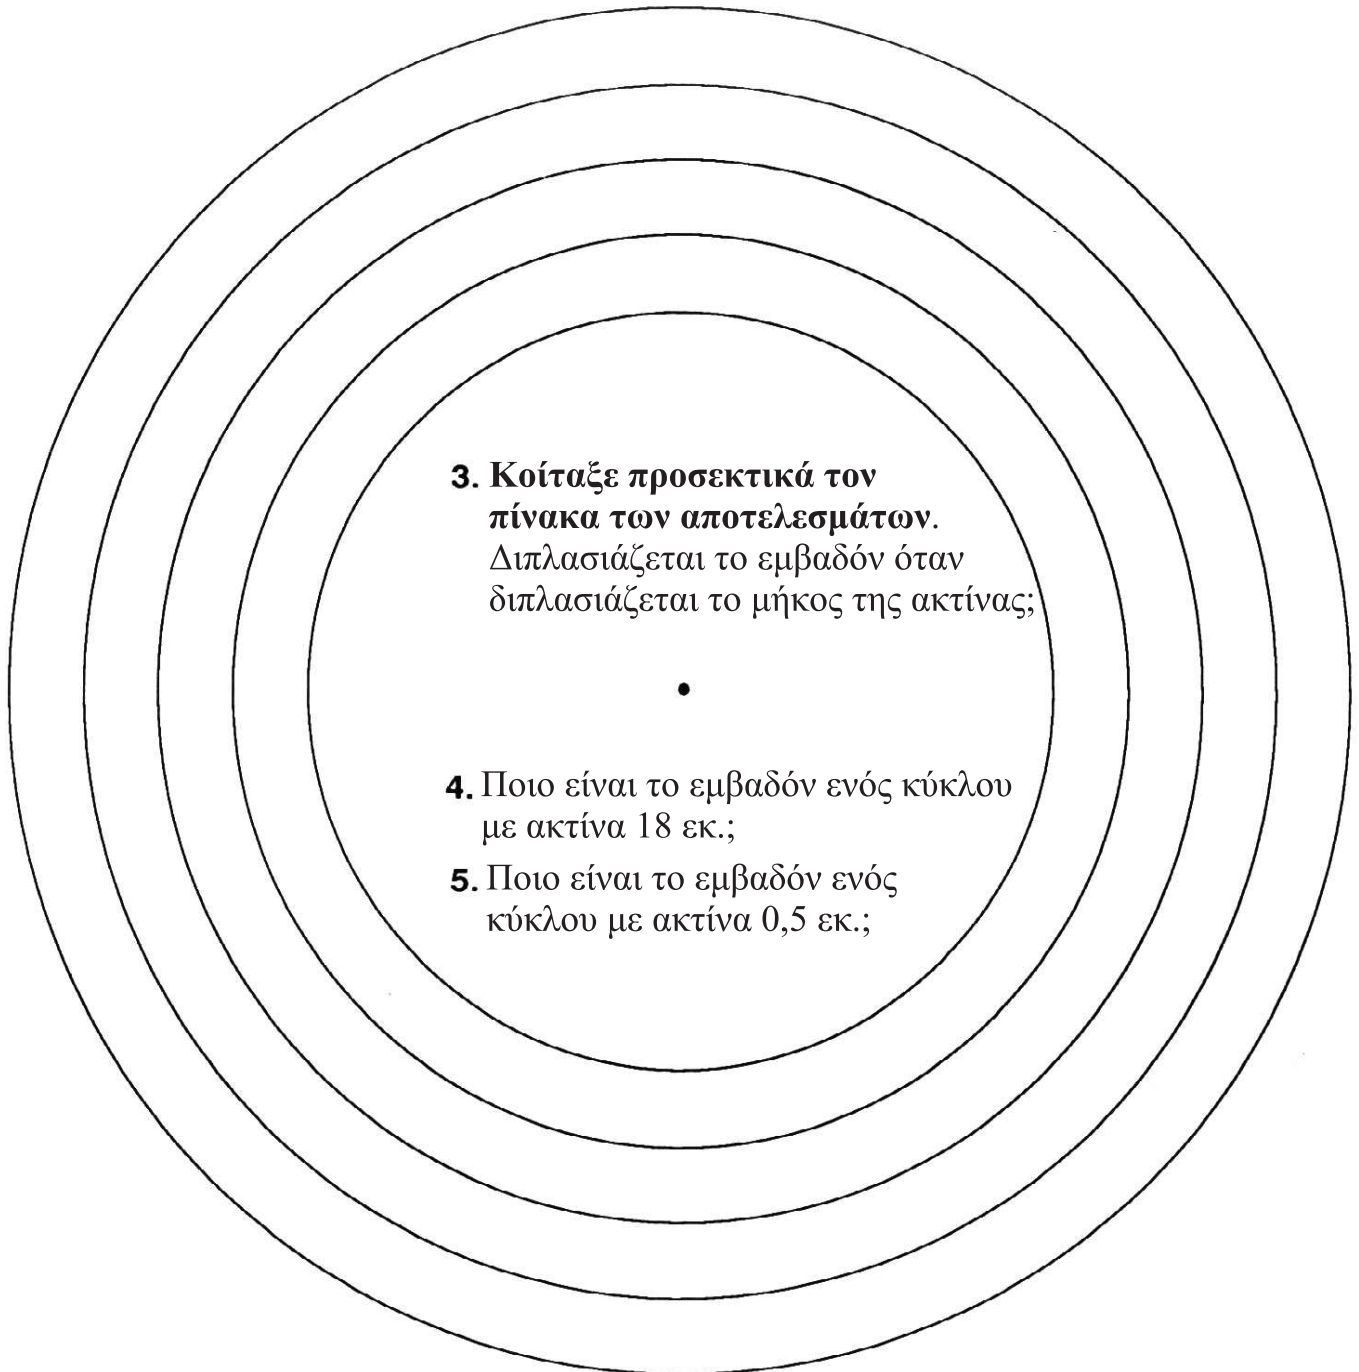 3. Κοίταξε προσεκτικά τον
πίνακα των αποτελεσμάτων.
Διπλασιάζεται το εμβαδόν όταν
διπλασιάζεται το μήκος της ακτίνας;
4. Ποιο είναι το εμβαδόν ενός κύκλου
με ακτίνα 18 εκ.;
5. Ποιο είναι το εμβαδόν ενός
κύκλου με ακτίνα 0,5 εκ.;